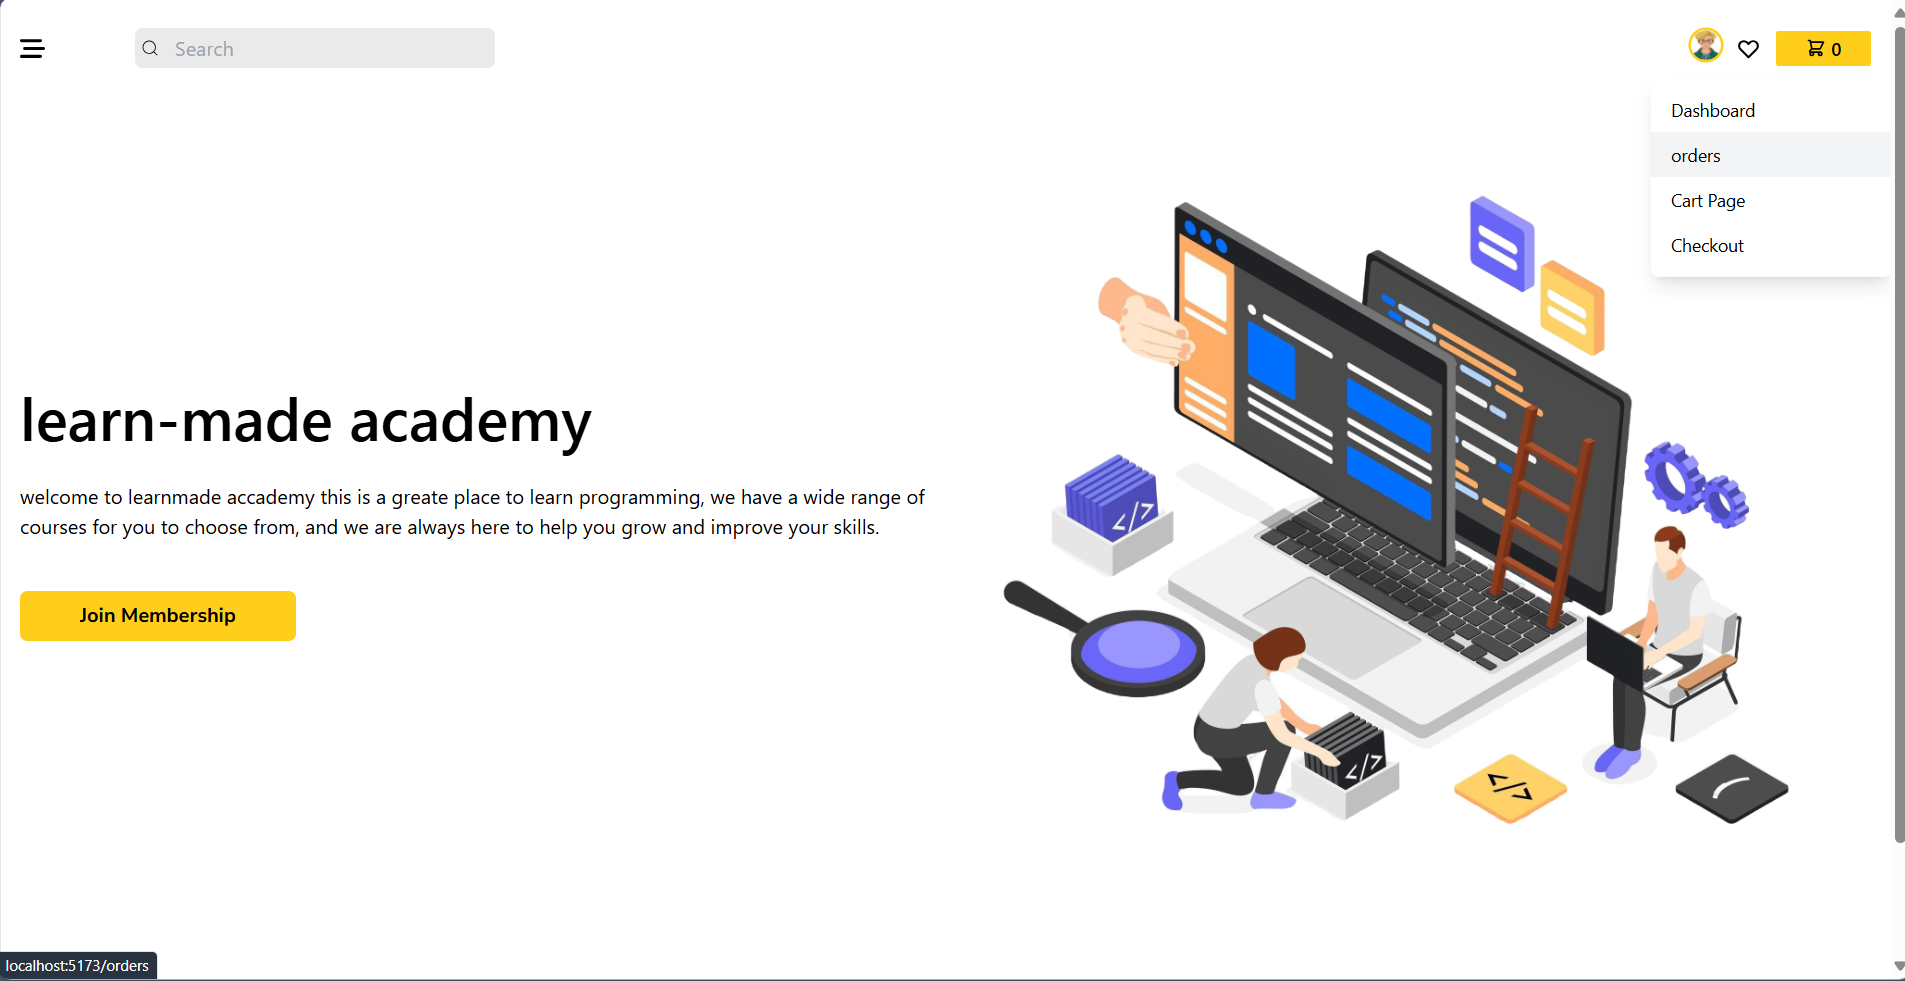 Search
0
Dashboard
orders
Cart Page
Checkout
learn-made academy
welcome to learnmade accademy this is a greate place to learn programming, we have a wide range of
courses for you to choose from, and we are always here to help you grow and improve your skills.
Join Membership
</>
</>
</>
localhost:5173/orders